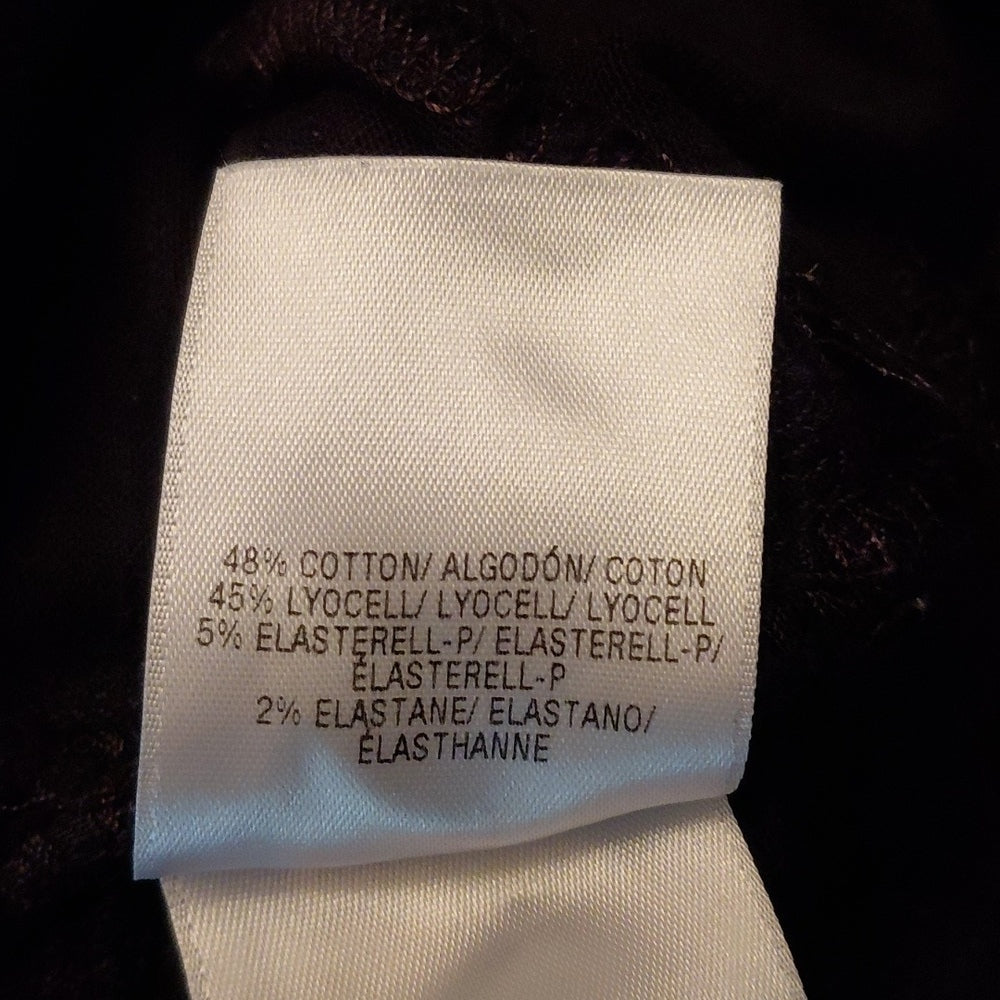 48% COTTON/ ALGODÓN/ COTON
45% LYOCELL/ LYOCELL/ LYOCELL
5% ELASTERELL-P/ ELASTERELL-P/
ÉLASTERELL-P
2% ELASTANE/ ELASTANO/
ÉLASTHANNE